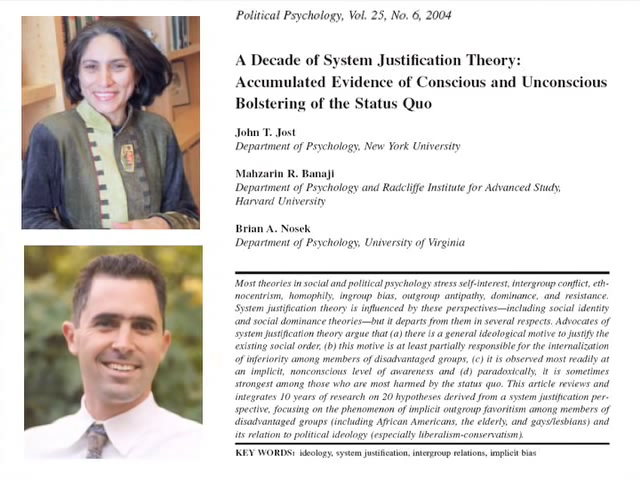 Political Psychology, Vol. 25, No. 6, 2004
A Decade of System Justification Theory:
Accumulated Evidence of Conscious and Unconscious
Bolstering of the Status Quo
John T. Jost
Department of Psychology, New York University
Mahzarin R. Banaji
Department of Psychology and Radcliffe Institute for Advanced Study,
Harvard University
Brian A. Nosek
Department of Psychology, University of Virginia
Most theories in social and political psychology stress self-interest, intergroup conflict, eth-
nocentrism, homophily, ingroup bias, outgroup antipathy, dominance, and resistance.
System justification theory is influenced by these perspectives—including social identity
and social dominance theories—but it departs from them in several respects. Advocates of
system justification theory argue that (a) there is a general ideological motive to justify the
existing social order, (b) this motive is at least partially responsible for the internalization
of inferiority among members of disadvantaged groups, (c) it is observed most readily at
an implicit, nonconscious level of awareness and (d) paradoxically, it is sometimes
strongest among those who are most harmed by the status quo. This article reviews and
integrates 10 years of research on 20 hypotheses derived from a system justification per-
spective, focusing on the phenomenon of implicit outgroup favoritism among members of
disadvantaged groups (including African Americans, the elderly, and gays/lesbians) and
its relation to political ideology (especially liberalism-conservatism).
KEY WORDS: ideology, system justification, intergroup relations, implicit bias